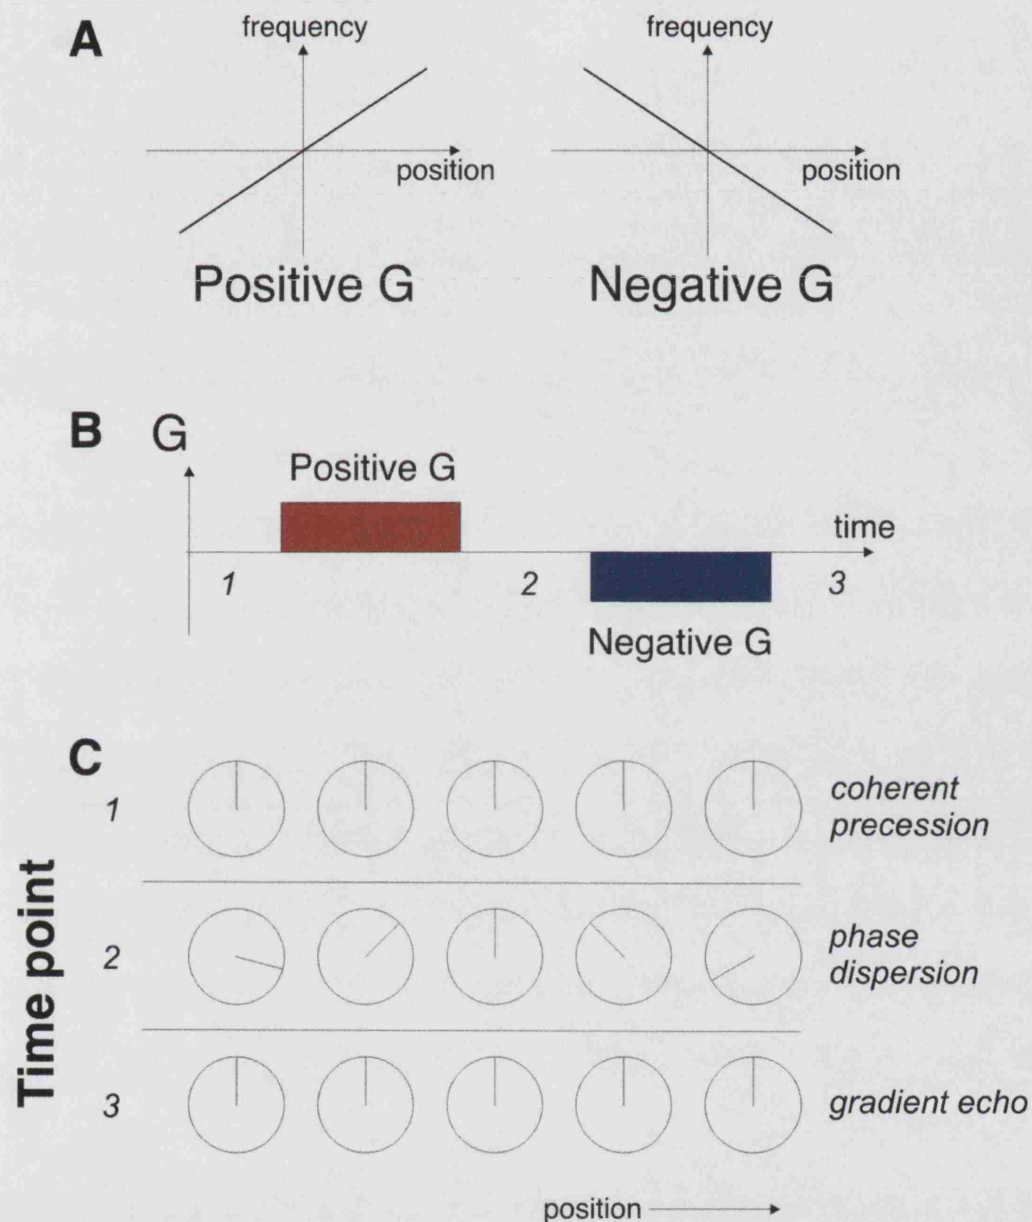 A
frequency
position
Positive G
frequency
position
Negative G
B
G
Positive G
time
1
2
3
Negative G
C
Time point
1
coherent
precession
2
phase
dispersion
3
gradient echo
position